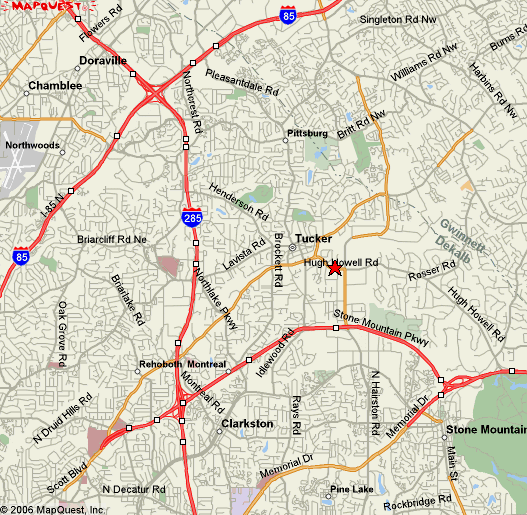 MAPQUEST
Flowers Rd
85
Singleton Rd Nw
Burns Rd
Doraville
Williams Rd Nw
Harbins Rd Nw
Chamblee
Pleasantdale Rd
Northcrest Rd
Britt Rd Nw
Pittsburg
Northwoods
I-85 N
Henderson Rd
285
Gwinnett
Dekalb
Briarcliff Rd Ne
Lavista Rd
Brockett Rd
Tucker
85
Hugh Howell Rd
Rosser Rd
Northlake Pkwy
Briarlake Rd
Oak Grove Rd
Hugh Howell Rd
Stone Mountain Pkwy
Idlewood Rd
Rehoboth
Montreal
Montreal Rd
N Druid Hills Rd
Rays Rd
N Hairston Rd
Memorial Dr
Clarkston
Stone Mountain
Main St
Scott Blvd
Memorial Dr
N Decatur Rd
Pine Lake
Rockbridge Rd
© 2006 MapQuest, Inc.